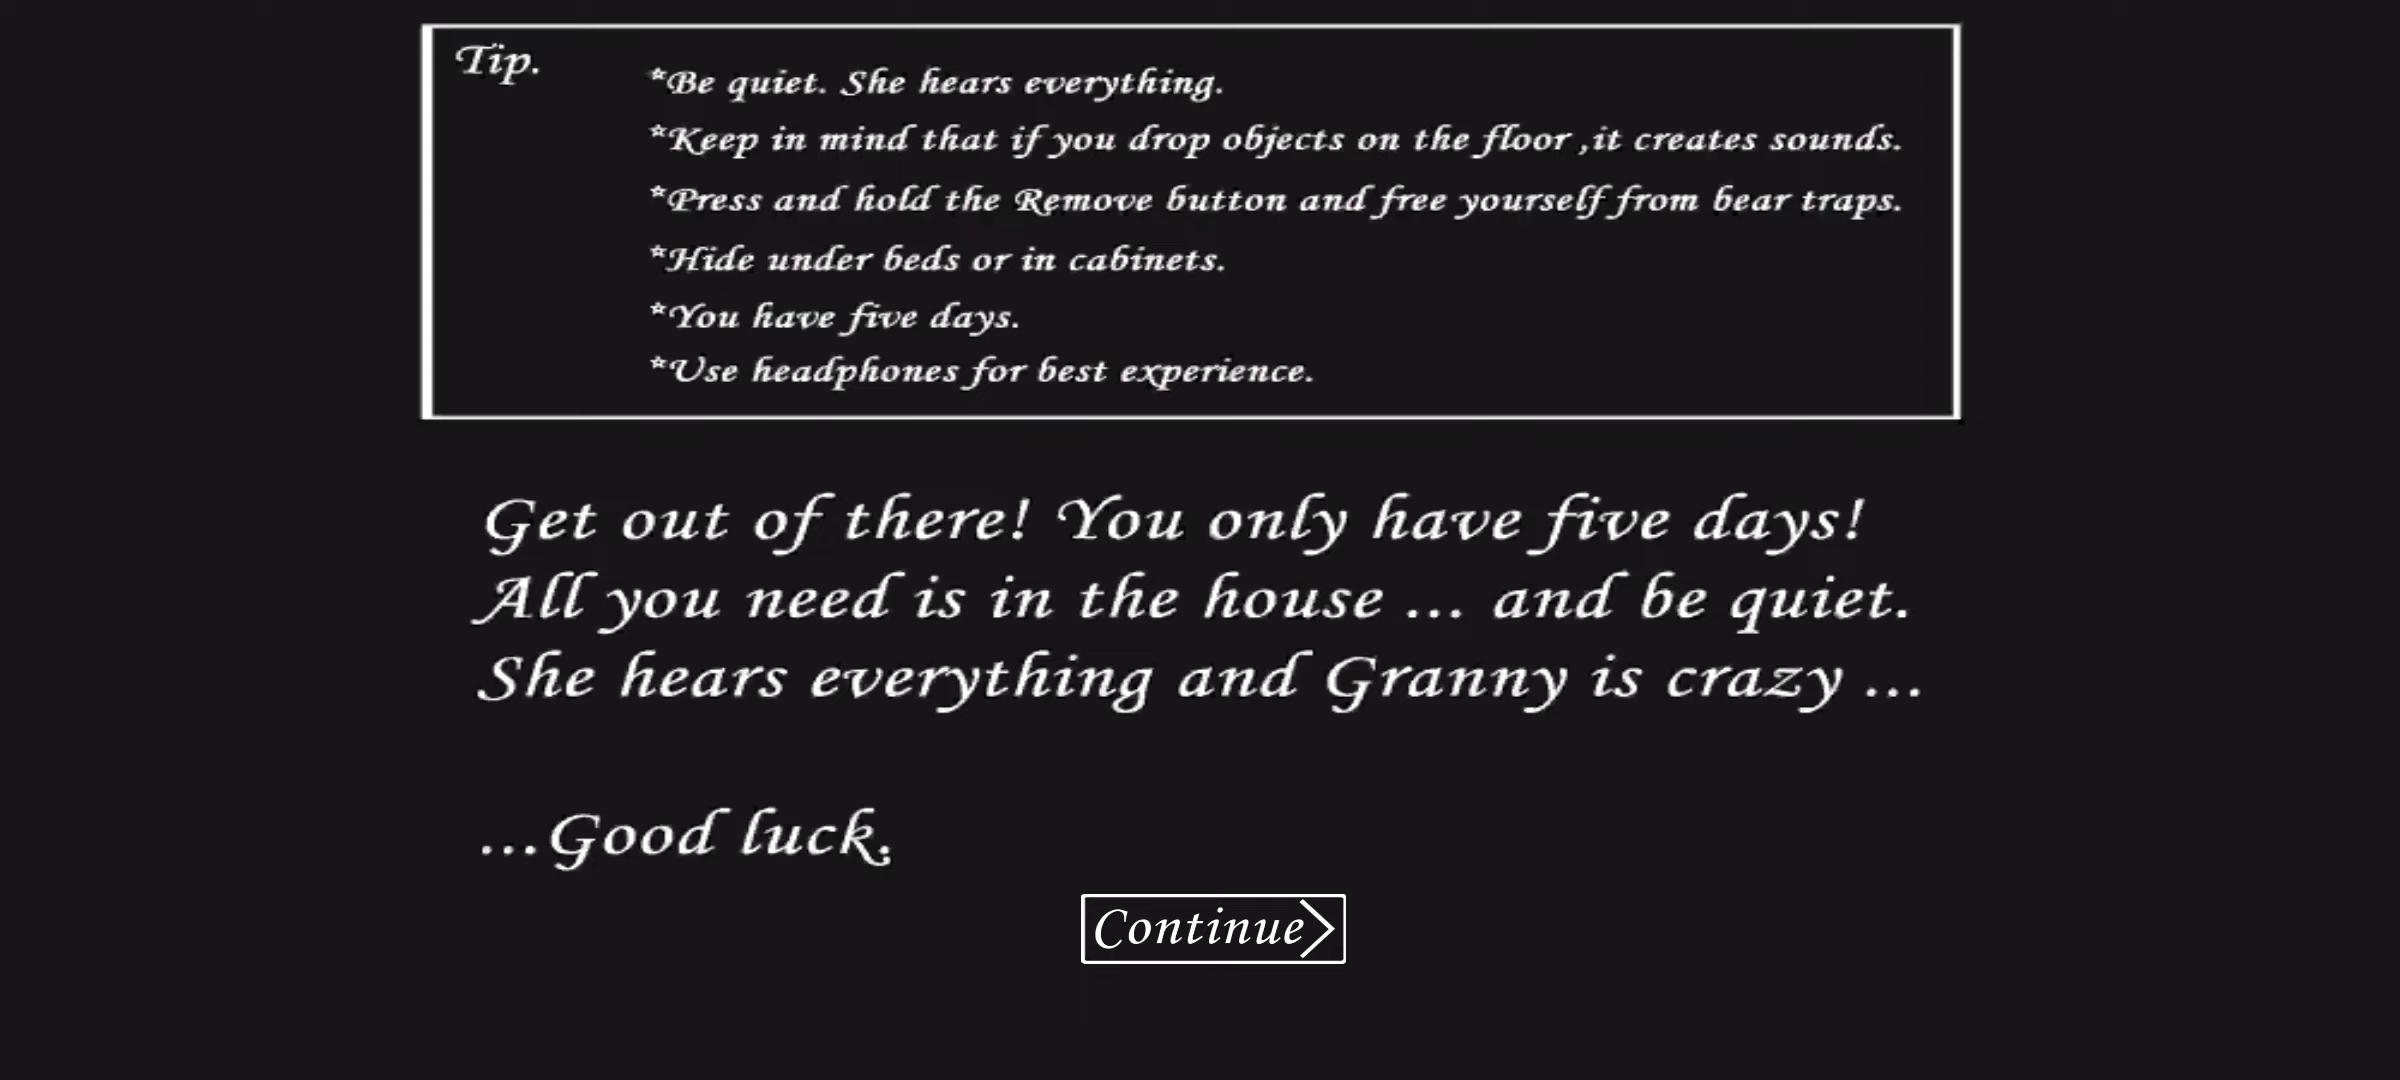 Tip.
*Be quiet. She hears everything.
*Keep in mind that if you drop objects on the floor ,it creates sounds.
*Press and hold the Remove button and free yourself from bear traps.
*Hide under beds or in cabinets.
*You have five days.
*Use headphones for best experience.
Get out of there! You only have five days!
All you need is in the house ... and be quiet.
She hears everything and Granny is crazy ...
...Good luck.
Continue>